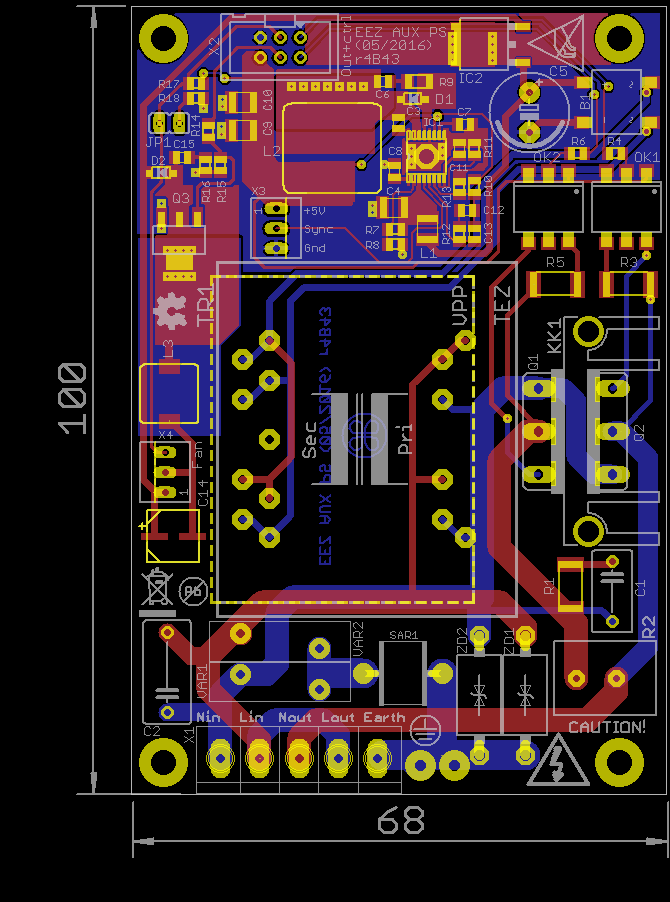 X2
Out+ctrl
EEZ AUX PS
(05/2016)
r4B43
IC2
C5
B1
R17
R18
C10
C6
R9
D1
C3
C7
JP1
R14
C9
C15
L2
IC1
R11
R6
R4
D2
C8
C11
OK2
OK1
R16
R15
R13
R10
Q3
X3
C4
C12
1
+5V
Sync
Gnd
R7
R8
R12
C13
L1
R5
R3
TR1
VPP
TEZ
KK1
L3
Q1
100
EEZ AUX PS (05/2016) r4B43
Sec
Pri
Q2
X4
Fan
1
C14
+
Pb
R1
C1
R2
VAR2
SAR1
ZD2
ZD1
VAR1
Nin Lin Nout Lout Earth
C2
X1
CAUTION!
68